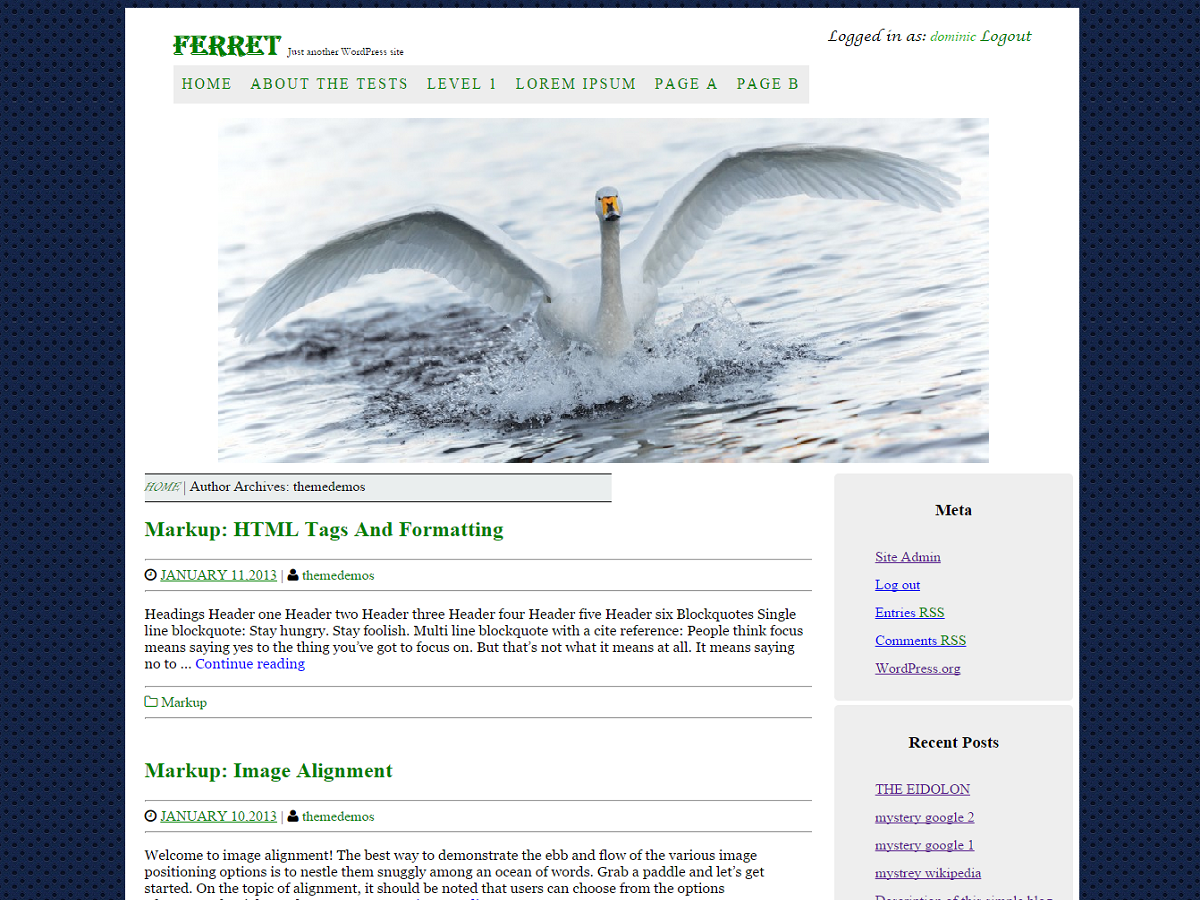 FERRET Just another WordPress site
Logged in as: dominic Logout
HOME ABOUT THE TESTS LEVEL 1 LOREM IPSUM PAGE A PAGE B
HOME | Author Archives: themedemos
Markup: HTML Tags And Formatting
JANUARY 11,2013 | themedemos
Headings Header one Header two Header three Header four Header five Header six Blockquotes Single
line blockquote: Stay hungry. Stay foolish. Multi line blockquote with a cite reference: People think focus
means saying yes to the thing you’ve got to focus on. But that’s not what it means at all. It means saying
no to ... Continue reading
Markup
Markup: Image Alignment
JANUARY 10,2013 | themedemos
Welcome to image alignment! The best way to demonstrate the ebb and flow of the various image
positioning options is to nestle them snuggly among an ocean of words. Grab a paddle and let’s get
started. On the topic of alignment, it should be noted that users can choose from the options
Meta
Site Admin
Log out
Entries RSS
Comments RSS
WordPress.org
Recent Posts
THE EIDOLON
mystery google 2
mystery google 1
mystrey wikipedia
Description of this simple blog